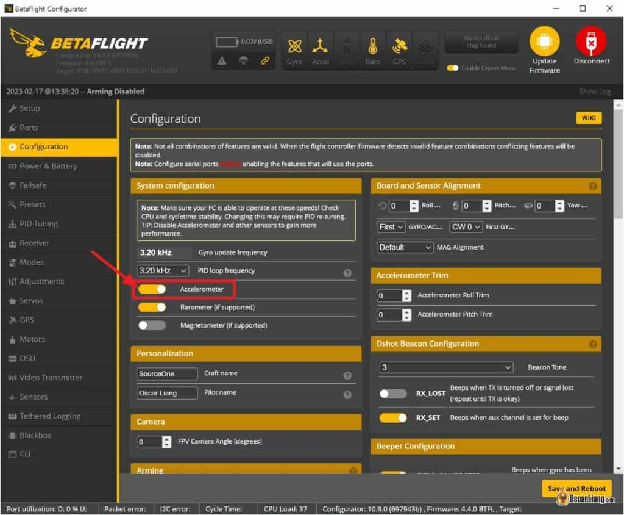 Betaflight Configurator
BETAFLIGHT
0.03V (USB)
Gyro
Accel
Baro
GPS
Enable Expert Mode
Update
Firmware
Disconnect
2023-02-17 @13:38:20 -- Arming Disabled
Show Log
Setup
Ports
Configuration
Power & Battery
Failsafe
Presets
PID Tuning
Receiver
Modes
Adjustments
Servos
GPS
Motors
OSD
Video Transmitter
Sensors
Tethered Logging
Blackbox
CLI
Configuration
WIKI
Note: Not all combinations of features are valid. When the flight controller firmware detects invalid feature combinations conflicting features will be
disabled.
Note: Configure serial ports before enabling the features that will use the ports.
System configuration
Note: Make sure your FC is able to operate at these speeds! Check
CPU and cycletime stability. Changing this may require PID re-tuning.
TIP: Disable Accelerometer and other sensors to gain more
performance.
3.20 kHz Gyro update frequency
3.20 kHz PID loop frequency
Accelerometer
Barometer (if supported)
Magnetometer (if supported)
Personalization
SourceOne Craft name
Oscar Liang Pilot name
Camera
0 FPV Camera Angle [degrees]
Arming
Board and Sensor Alignment
0 Roll ... 0 Pitch... 0 Yaw ...
First GYRO/AC... CW 0 First Gy...
Default MAG Alignment
Accelerometer Trim
0 Accelerometer Roll Trim
0 Accelerometer Pitch Trim
Dshot Beacon Configuration
3 Beacon Tone
RX_LOST Beeps when TX is turned off or signal lost
(repeat until TX is okay)
RX_SET Beeps when aux channel is set for beep
Beeper Configuration
Beeps when gyro has been
Save and Reboot
Port utilization: D: 0 % U:
Packet error:
I2C error:
Cycle Time:
CPU Load: 37
Configurator: 10.9.0 (697943b) , Firmware: 4.4.0 BTFL , Target: